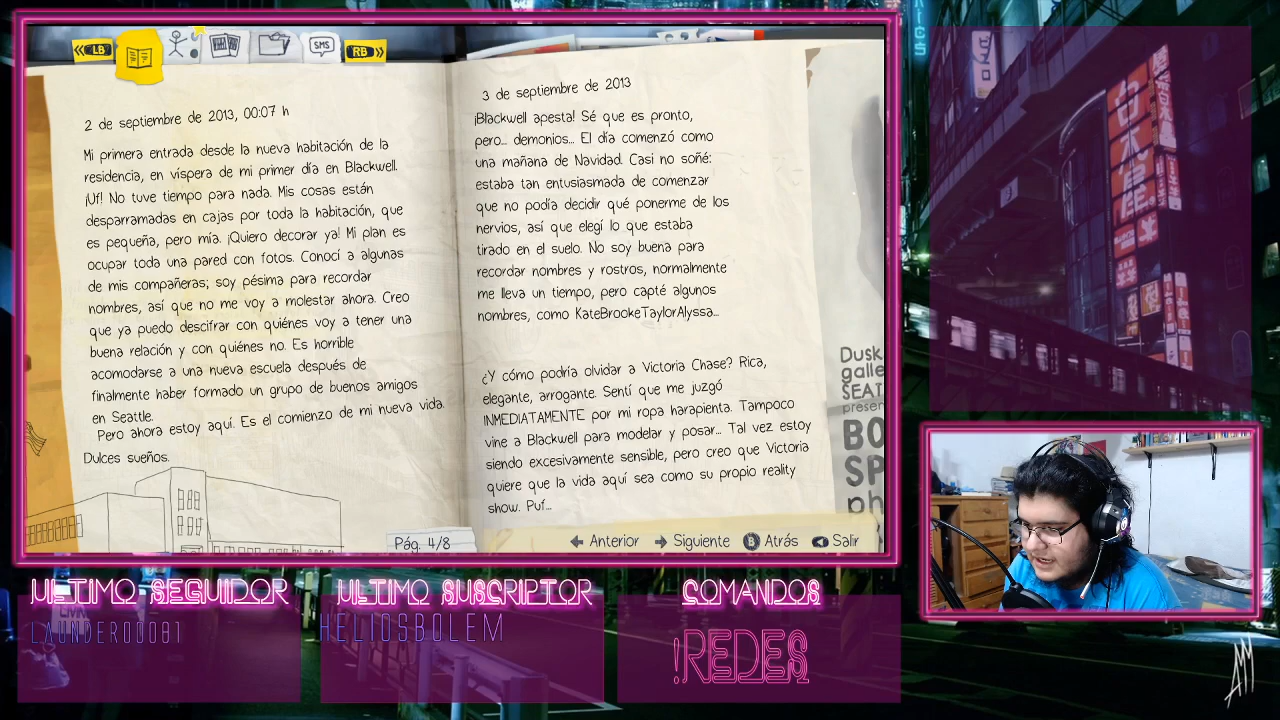 LB
SMS
RB
2 de septiembre de 2013, 00:07 h
Mi primera entrada desde la nueva habitación de la
residencia, en víspera de mi primer día en Blackwell.
¡Uf! No tuve tiempo para nada. Mis cosas están
desparramadas en cajas por toda la habitación, que
es pequeña, pero mía. ¡Quiero decorar ya! Mi plan es
ocupar toda una pared con fotos. Conocí a algunas
de mis compañeras; soy pésima para recordar
nombres, así que no me voy a molestar ahora. Creo
que ya puedo descifrar con quiénes voy a tener una
buena relación y con quiénes no. Es horrible
acomodarse a una nueva escuela después de
finalmente haber formado un grupo de buenos amigos
en Seattle.
Pero ahora estoy aquí. Es el comienzo de mi nueva vida.
Dulces sueños.
3 de septiembre de 2013
¡Blackwell apesta! Sé que es pronto,
pero... demonios... El día comenzó como
una mañana de Navidad. Casi no soñé:
estaba tan entusiasmada de comenzar
que no podía decidir qué ponerme de los
nervios, así que elegí lo que estaba
tirado en el suelo. No soy buena para
recordar nombres y rostros, normalmente
me lleva un tiempo, pero capté algunos
nombres, como KateBrookeTaylorAlyssa...
¿Y cómo podría olvidar a Victoria Chase? Rica,
elegante, arrogante. Sentí que me juzgó
INMEDIATAMENTE por mi ropa harapienta. Tampoco
vine a Blackwell para modelar y posar... Tal vez estoy
siendo excesivamente sensible, pero creo que Victoria
quiere que la vida aquí sea como su propio reality
show. Puf...
Dusk
galle
SEAT
presen
BO
SP
ph
Pág. 4/8
Anterior
Siguiente
B Atrás
Salir
ULTIMO SEGUIDOR
LAUNDER00081
ULTIMO SUSCRIPTOR
HELIOSBOLEM
COMANDOS
!REDES